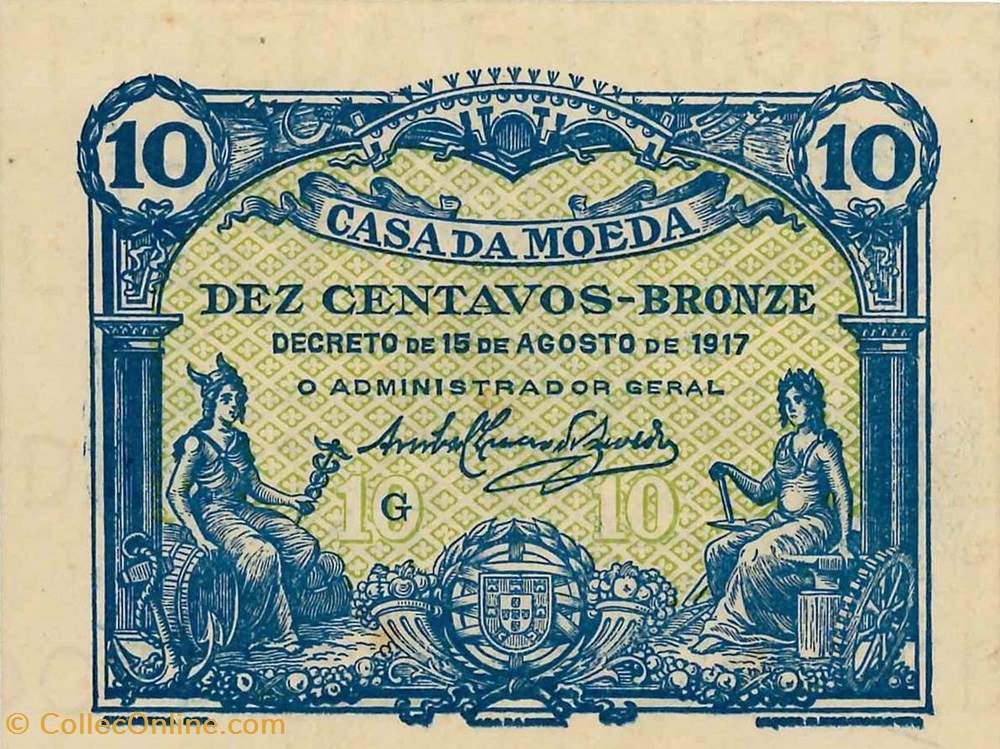 10 10
CASA DA MOEDA
DEZ CENTAVOS-BRONZE
DECRETO DE 15 DE AGOSTO DE 1917
O ADMINISTRADOR GERAL
10 G 10
© CollecOnline.com